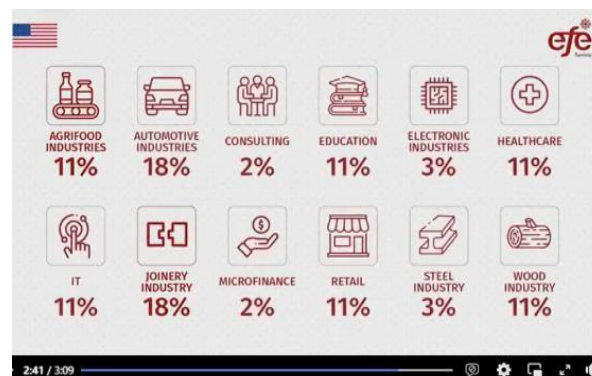 efe
AGRIFOOD
INDUSTRIES
11%
AUTOMOTIVE
INDUSTRIES
18%
CONSULTING
2%
EDUCATION
11%
ELECTRONIC
INDUSTRIES
3%
HEALTHCARE
11%
IT
11%
JOINERY
INDUSTRY
18%
MICROFINANCE
2%
RETAIL
11%
STEEL
INDUSTRY
3%
WOOD
INDUSTRY
11%
2:41 / 3:09